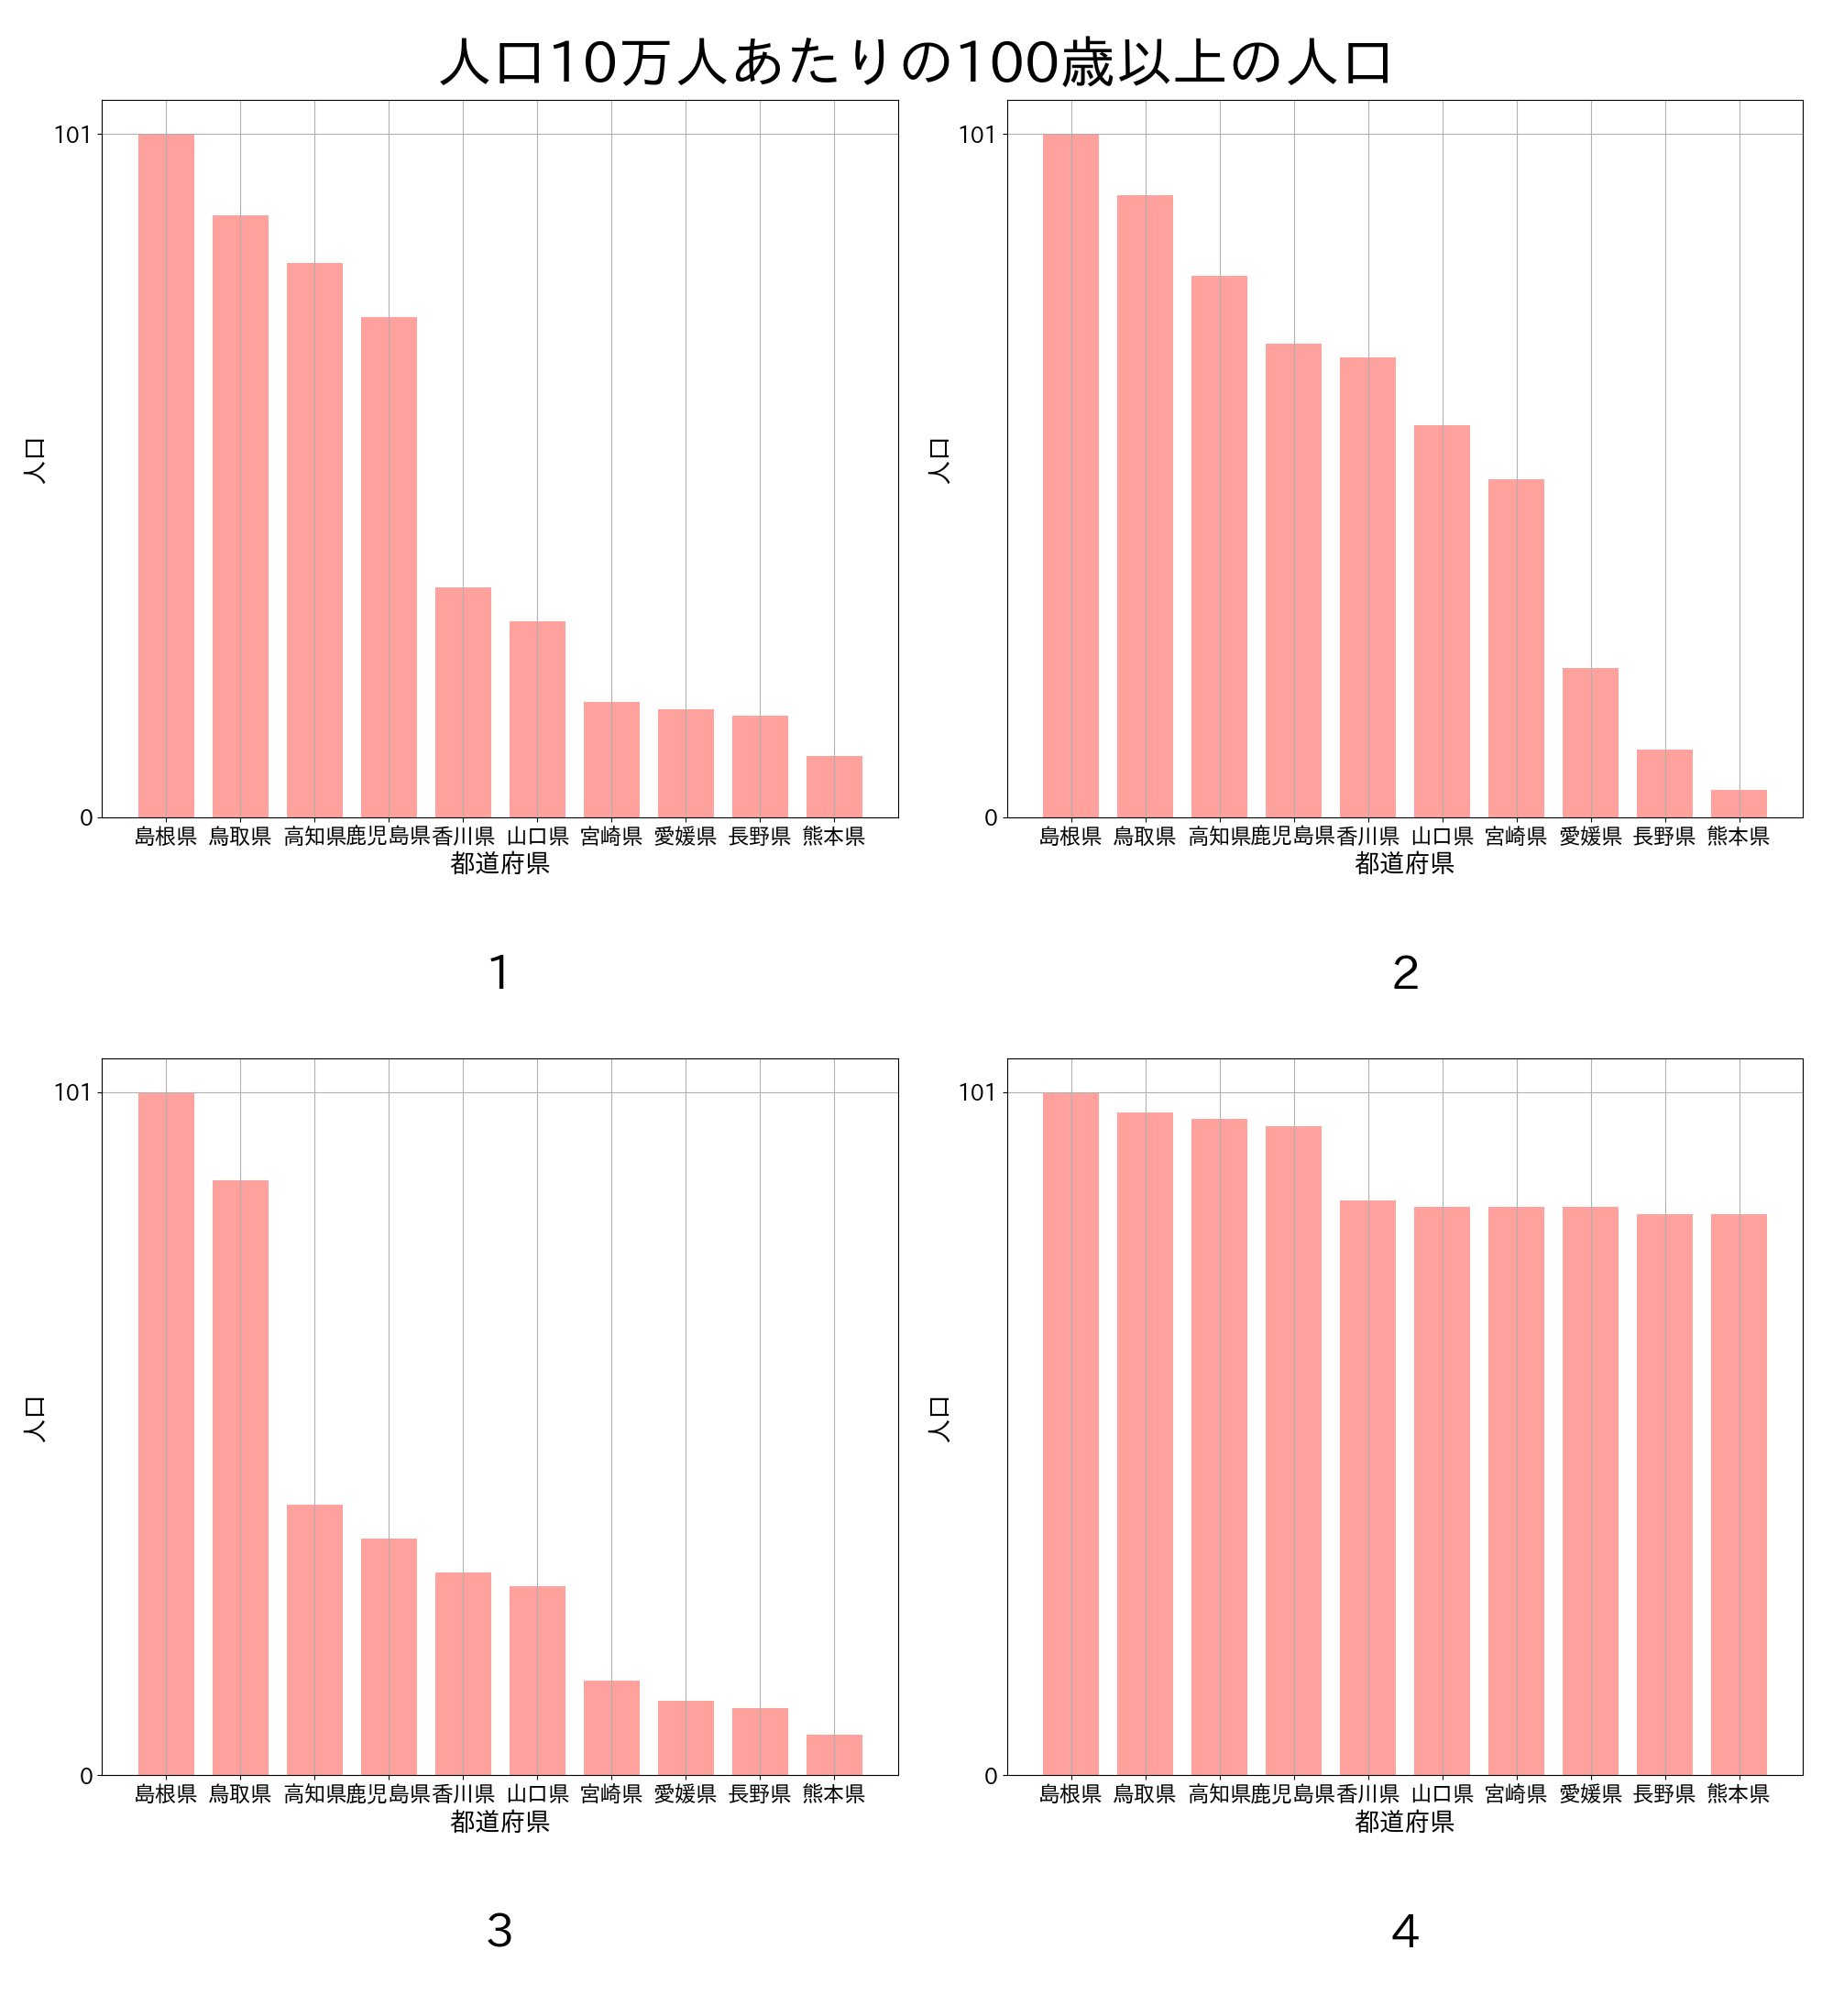 人口10万人あたりの100歳以上の人口
101
0
人口
島根県 鳥取県 高知県 鹿児島県 香川県 山口県 宮崎県 愛媛県 長野県 熊本県
都道府県
1
101
0
人口
島根県 鳥取県 高知県 鹿児島県 香川県 山口県 宮崎県 愛媛県 長野県 熊本県
都道府県
2
101
0
人口
島根県 鳥取県 高知県 鹿児島県 香川県 山口県 宮崎県 愛媛県 長野県 熊本県
都道府県
3
101
0
人口
島根県 鳥取県 高知県 鹿児島県 香川県 山口県 宮崎県 愛媛県 長野県 熊本県
都道府県
4